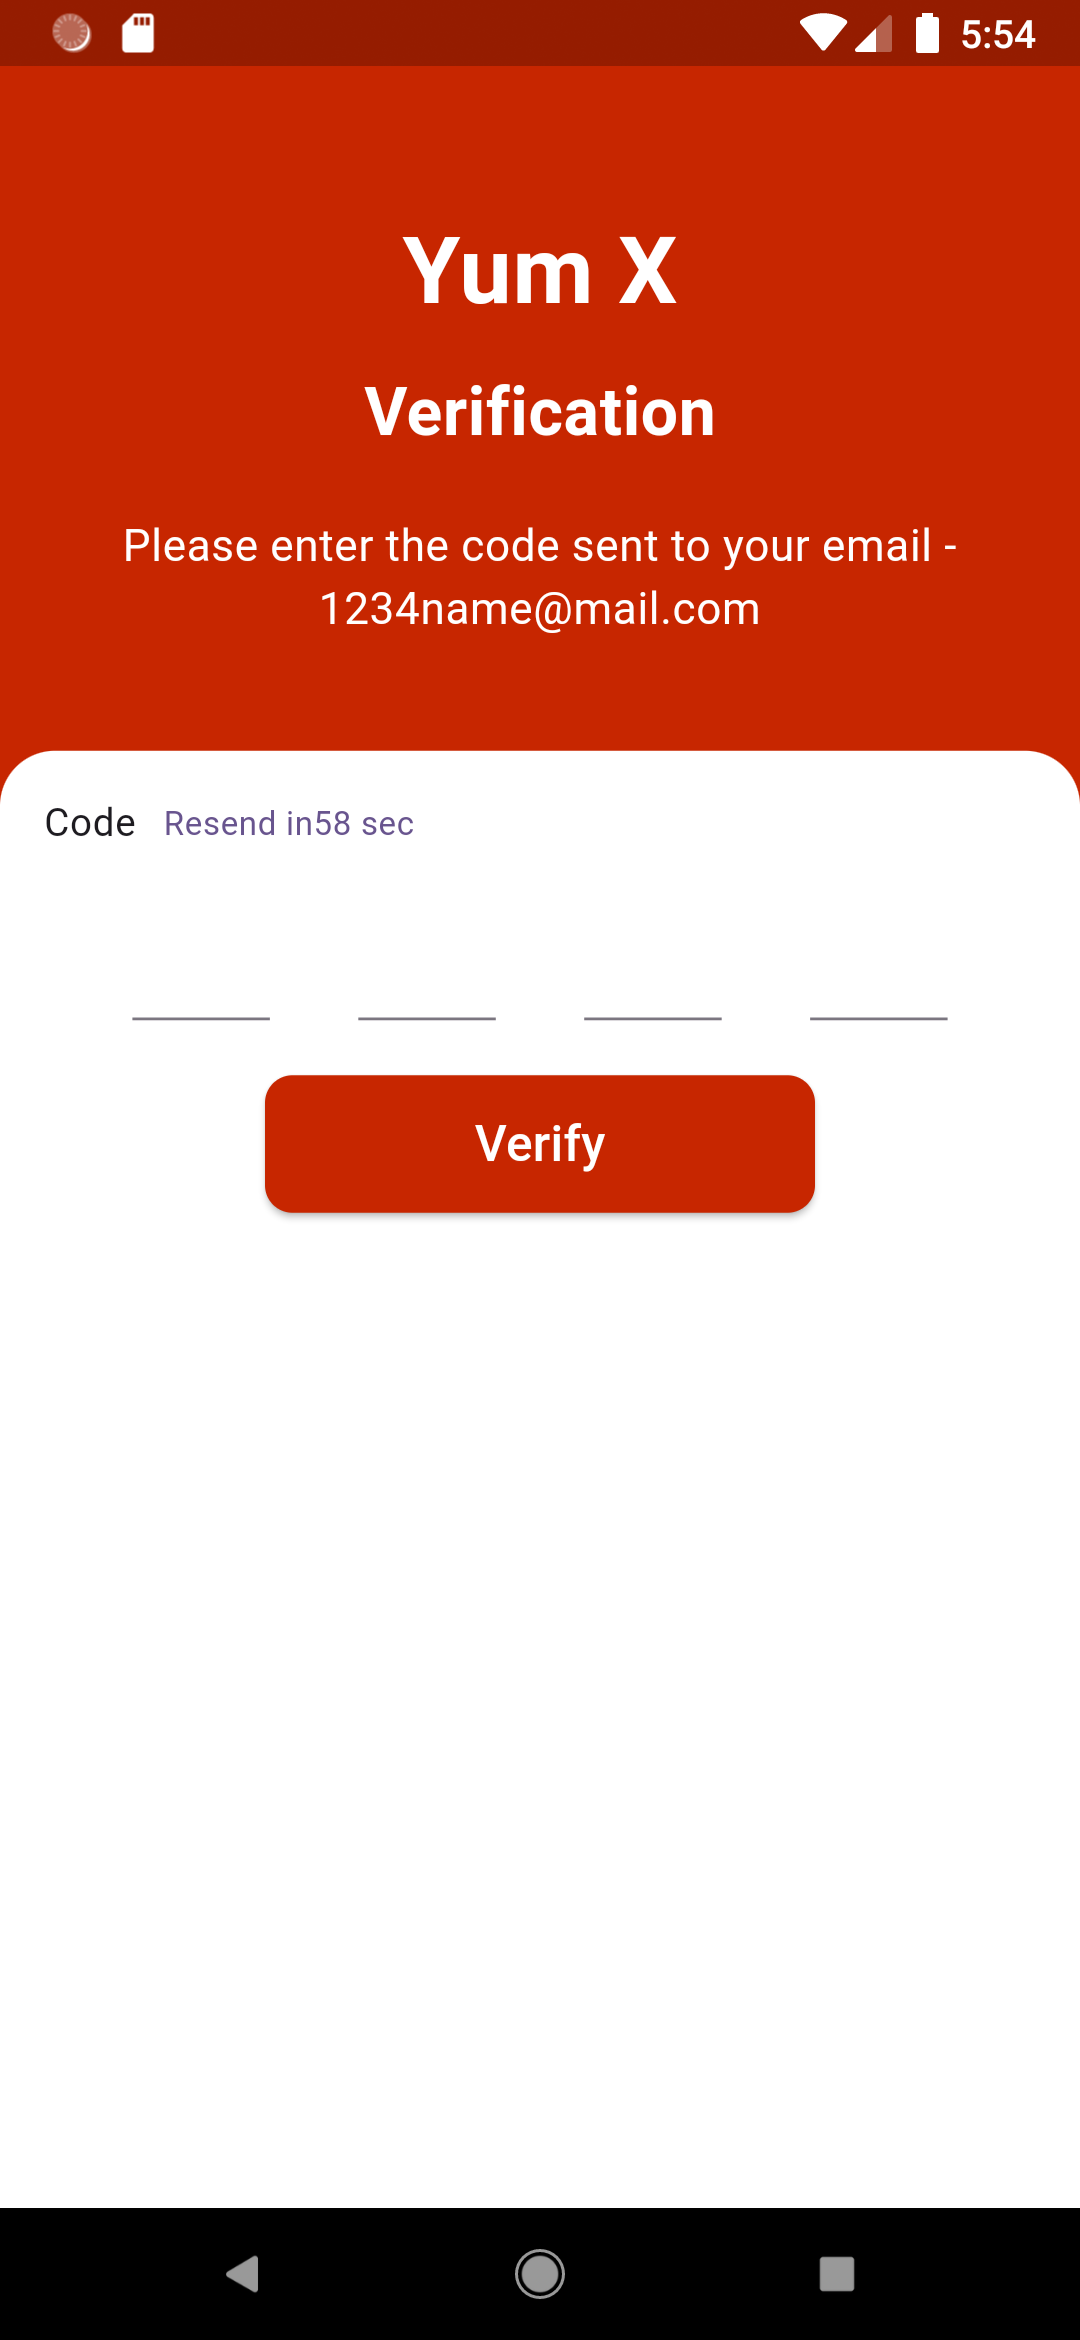 5:54
Yum X
Verification
Please enter the code sent to your email -
1234name@mail.com
Code Resend in58 sec
Verify